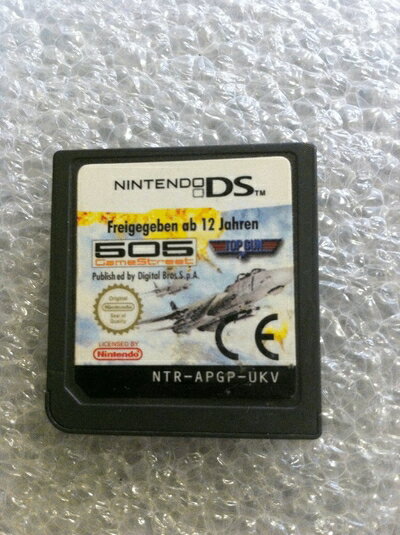 NINTENDO DS™
Freigegeben ab 12 Jahren
505
GameStreet
TOP GUN
Published by Digital Bros.S.p.A.
Original
Nintendo
Seal of
Quality
CE
LICENSED BY
Nintendo
NTR-APGP-UKV